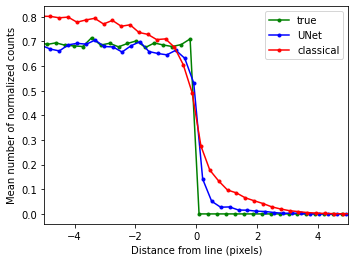 0.8
0.7
0.6
0.5
0.4
0.3
0.2
0.1
0.0
Mean number of normalized counts
true
UNet
classical
−4
−2
0
2
4
Distance from line (pixels)